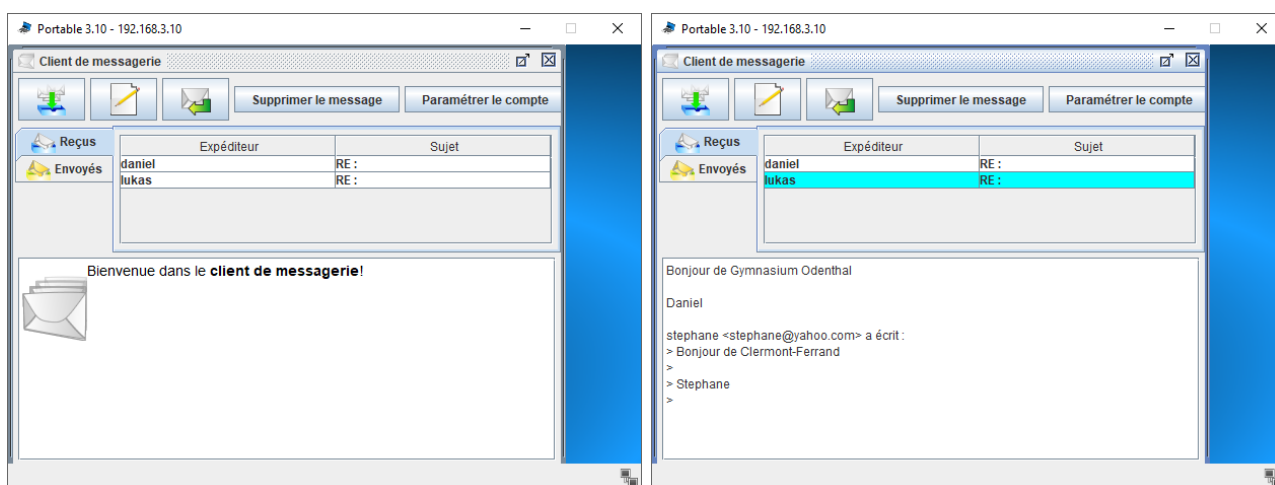 Portable 3.10 - 192.168.3.10
Client de messagerie
Supprimer le message Paramétrer le compte
Reçus
Envoyés
Expéditeur Sujet
daniel RE :
lukas RE :
Bienvenue dans le client de messagerie!
Portable 3.10 - 192.168.3.10
Client de messagerie
Supprimer le message Paramétrer le compte
Reçus
Envoyés
Expéditeur Sujet
daniel RE :
lukas RE :
Bonjour de Gymnasium Odenthal
Daniel
stephane <stephane@yahoo.com> a écrit :
> Bonjour de Clermont-Ferrand
>
> Stephane
>